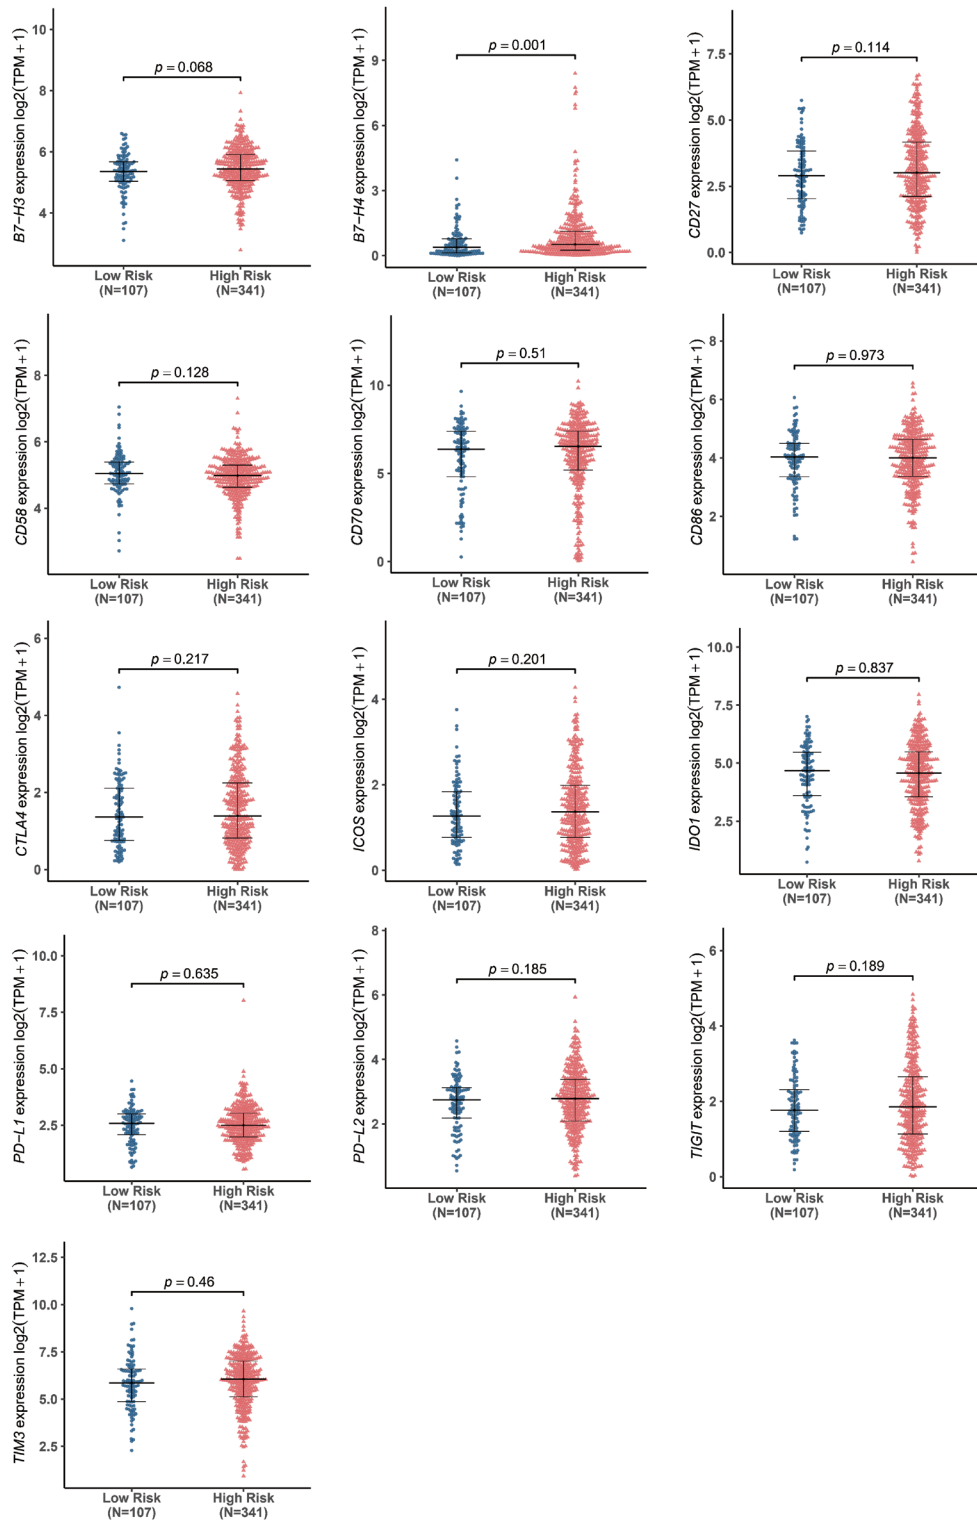 B7−H3 expression log2(TPM+1)
10
8
6
4
p = 0.068
Low Risk
(N=107)
High Risk
(N=341)
B7−H4 expression log2(TPM+1)
9
6
3
0
p = 0.001
Low Risk
(N=107)
High Risk
(N=341)
CD27 expression log2(TPM+1)
7.5
5.0
2.5
0.0
p = 0.114
Low Risk
(N=107)
High Risk
(N=341)
CD58 expression log2(TPM+1)
8
6
4
p = 0.128
Low Risk
(N=107)
High Risk
(N=341)
CD70 expression log2(TPM+1)
10
5
0
p = 0.51
Low Risk
(N=107)
High Risk
(N=341)
CD86 expression log2(TPM+1)
8
6
4
2
p = 0.973
Low Risk
(N=107)
High Risk
(N=341)
CTLA4 expression log2(TPM+1)
6
4
2
0
p = 0.217
Low Risk
(N=107)
High Risk
(N=341)
ICOS expression log2(TPM+1)
4
2
0
p = 0.201
Low Risk
(N=107)
High Risk
(N=341)
IDO1 expression log2(TPM+1)
10.0
7.5
5.0
2.5
p = 0.837
Low Risk
(N=107)
High Risk
(N=341)
PD−L1 expression log2(TPM+1)
10.0
7.5
5.0
2.5
p = 0.635
Low Risk
(N=107)
High Risk
(N=341)
PD−L2 expression log2(TPM+1)
8
6
4
2
p = 0.185
Low Risk
(N=107)
High Risk
(N=341)
TIGIT expression log2(TPM+1)
6
4
2
0
p = 0.189
Low Risk
(N=107)
High Risk
(N=341)
TIM3 expression log2(TPM+1)
12.5
10.0
7.5
5.0
2.5
p = 0.46
Low Risk
(N=107)
High Risk
(N=341)